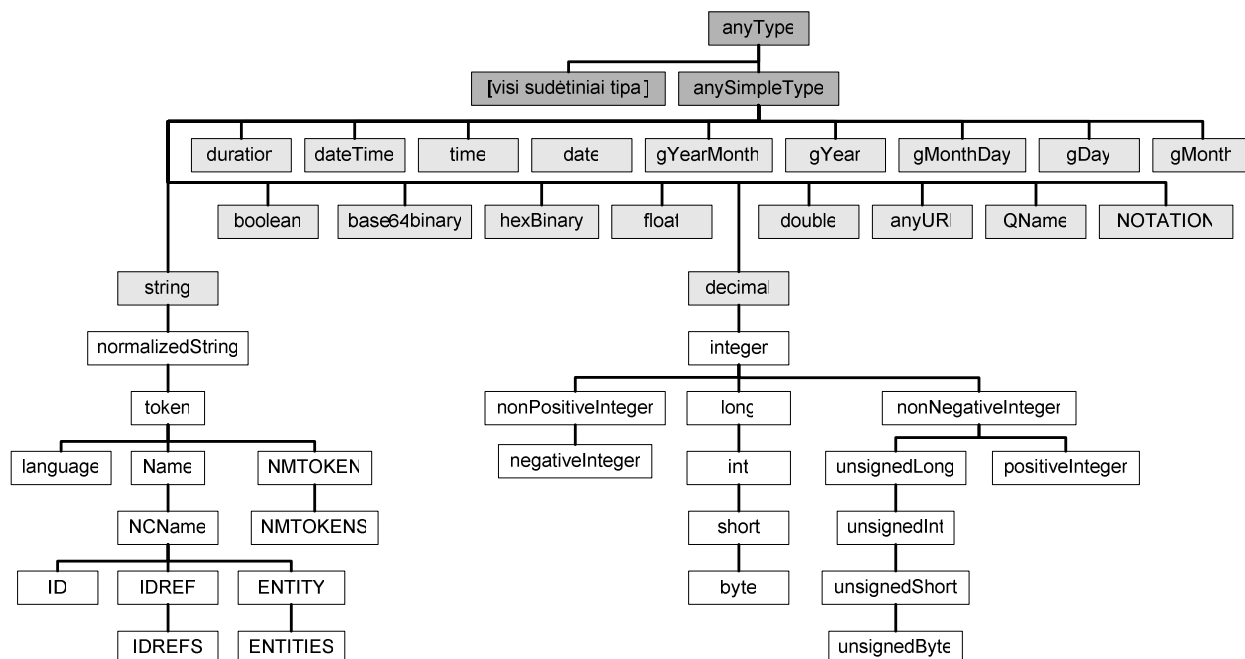 anyType
[visi sudėtiniai tipa]
anySimpleType
duration
dateTime
time
date
gYearMonth
gYear
gMonthDay
gDay
gMonth
boolean
base64binary
hexBinary
float
double
anyURI
QName
NOTATION
string
decimal
normalizedString
integer
token
nonPositiveInteger
long
nonNegativeInteger
language
Name
NMTOKEN
negativeInteger
int
unsignedLong
positiveInteger
NCName
NMTOKENS
short
unsignedInt
ID
IDREF
ENTITY
byte
unsignedShort
IDREFS
ENTITIES
unsignedByte